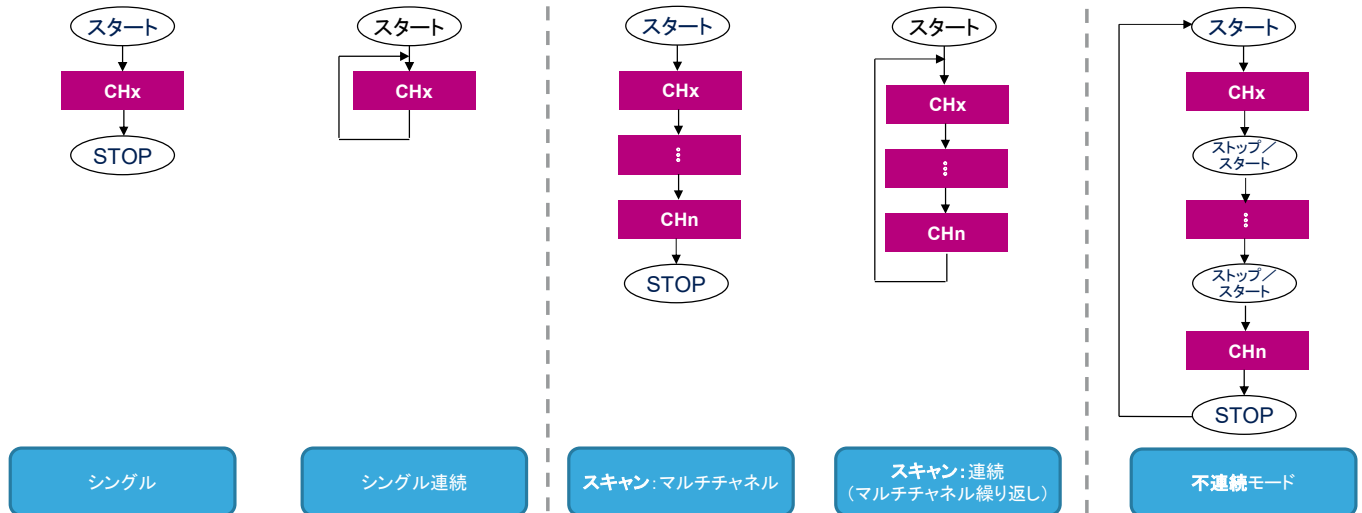 スタート
CHx
STOP
シングル
スタート
CHx
シングル連続
スタート
CHx
CHn
STOP
スキャン：マルチチャネル
スタート
CHx
CHn
スキャン：連続
（マルチチャネル繰り返し）
スタート
CHx
ストップ／
スタート
ストップ／
スタート
CHn
STOP
不連続モード